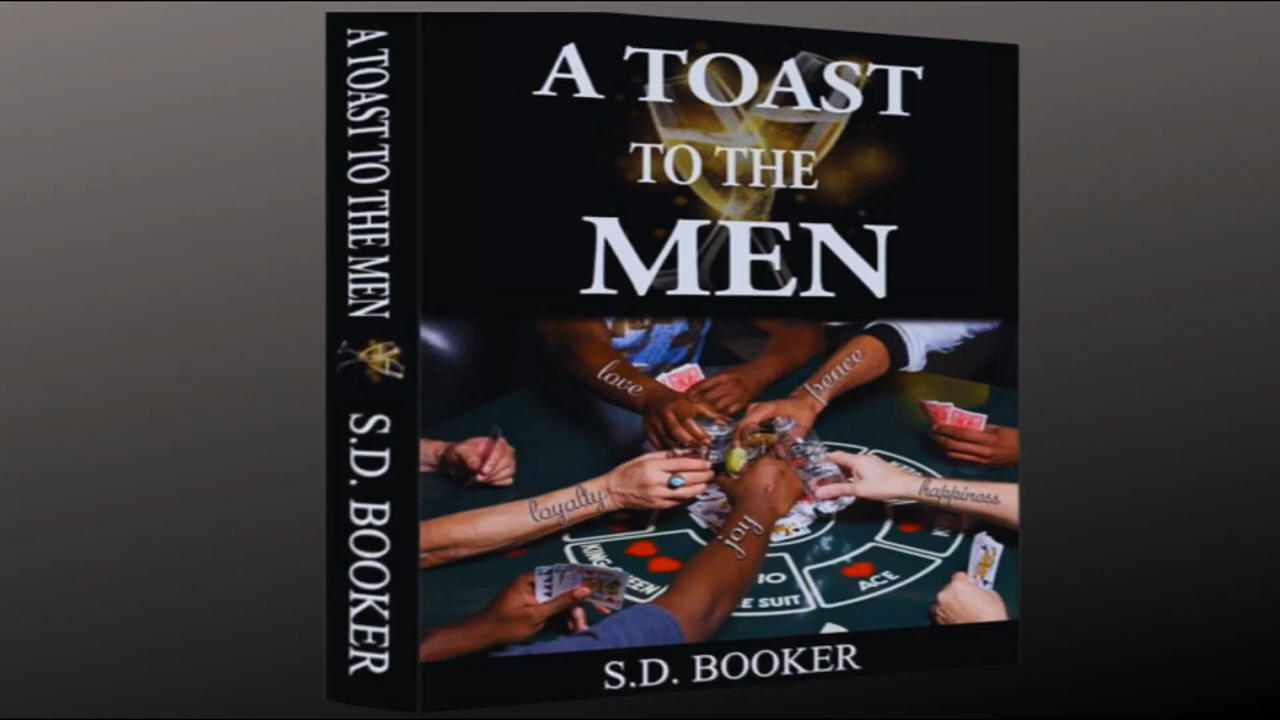 A TOAST TO THE MEN
S.D. BOOKER
A TOAST
TO THE
MEN
love
peace
loyalty
happiness
joy
ACE
S.D. BOOKER